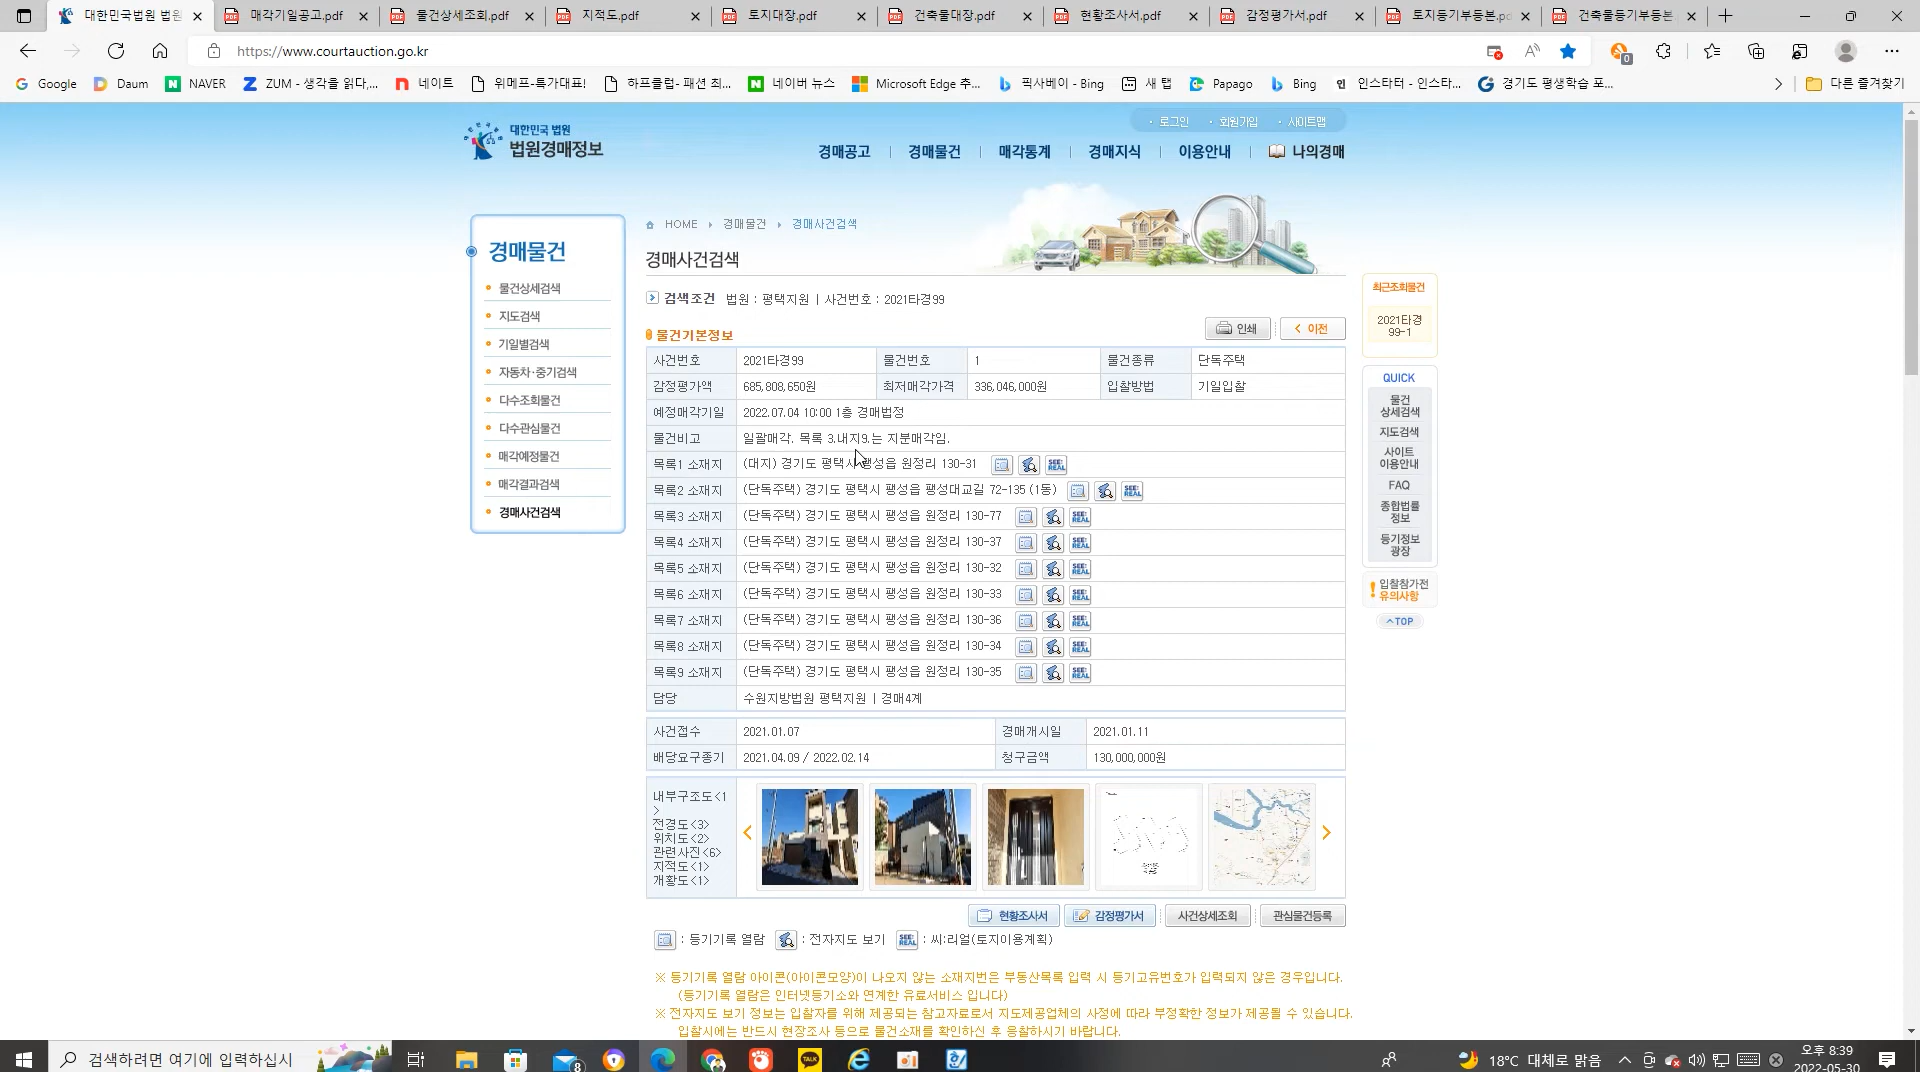 대한민국법원 법원
매각기일공고.pdf
물건상세조회.pdf
지적도.pdf
토지대장.pdf
건축물대장.pdf
현황조사서.pdf
감정평가서.pdf
토지등기부등본.pd
건축물등기부등본
https://www.courtauction.go.kr
Google Daum NAVER ZUM - 생각을 읽다,... 네이트 위메프-특가대표! 하프클럽- 패션 최... 네이버 뉴스 Microsoft Edge 추... 픽사베이 - Bing 새 탭 Papago Bing 인스타터 - 인스타... 경기도 평생학습 포... 다른 즐겨찾기
로그인 회원가입 사이트맵
대한민국 법원
법원경매정보
경매공고 경매물건 매각통계 경매지식 이용안내 나의경매
경매물건
물건상세검색
지도검색
기일별검색
자동차·중기검색
다수조회물건
다수관심물건
매각예정물건
매각결과검색
경매사건검색
HOME 경매물건 경매사건검색
경매사건검색
검색조건 법원 : 평택지원 | 사건번호 : 2021타경99
물건기본정보
인쇄 이전
사건번호 2021타경99 물건번호 1 물건종류 단독주택
감정평가액 685,808,650원 최저매각가격 336,046,000원 입찰방법 기일입찰
예정매각기일 2022.07.04 10:00 1층 경매법정
물건비고 일괄매각. 목록 3.내지9.는 지분매각임.
목록1 소재지 (대지) 경기도 평택시 팽성읍 원정리 130-31 SEE: REAL
목록2 소재지 (단독주택) 경기도 평택시 팽성읍 팽성대교길 72-135 (1동) SEE: REAL
목록3 소재지 (단독주택) 경기도 평택시 팽성읍 원정리 130-77 SEE: REAL
목록4 소재지 (단독주택) 경기도 평택시 팽성읍 원정리 130-37 SEE: REAL
목록5 소재지 (단독주택) 경기도 평택시 팽성읍 원정리 130-32 SEE: REAL
목록6 소재지 (단독주택) 경기도 평택시 팽성읍 원정리 130-33 SEE: REAL
목록7 소재지 (단독주택) 경기도 평택시 팽성읍 원정리 130-36 SEE: REAL
목록8 소재지 (단독주택) 경기도 평택시 팽성읍 원정리 130-34 SEE: REAL
목록9 소재지 (단독주택) 경기도 평택시 팽성읍 원정리 130-35 SEE: REAL
담당 수원지방법원 평택지원 | 경매4계
사건접수 2021.01.07 경매개시일 2021.01.11
배당요구종기 2021.04.09 / 2022.02.14 청구금액 130,000,000원
내부구조도<1
>
전경도<3>
위치도<2>
관련사진<6>
지적도<1>
개황도<1>
현황조사서 감정평가서 사건상세조회 관심물건등록
: 등기기록 열람 : 전자지도 보기 SEE: REAL : 씨:리얼(토지이용계획)
※ 등기기록 열람 아이콘(아이콘모양)이 나오지 않는 소재지번은 부동산목록 입력 시 등기고유번호가 입력되지 않은 경우입니다.
(등기기록 열람은 인터넷등기소와 연계한 유료서비스 입니다)
※ 전자지도 보기 정보는 입찰자를 위해 제공되는 참고자료로서 지도제공업체의 사정에 따라 부정확한 정보가 제공될 수 있습니다.
입찰시에는 반드시 현장조사 등으로 물건소재를 확인하신 후 응찰하시기 바랍니다.
최근조회물건
2021타경
99-1
QUICK
물건
상세검색
지도검색
사이트
이용안내
FAQ
종합법률
정보
등기정보
광장
입찰참가전
유의사항
TOP
검색하려면 여기에 입력하십시
TALK
8
18°C 대체로 맑음
오후 8:39
2022-05-30